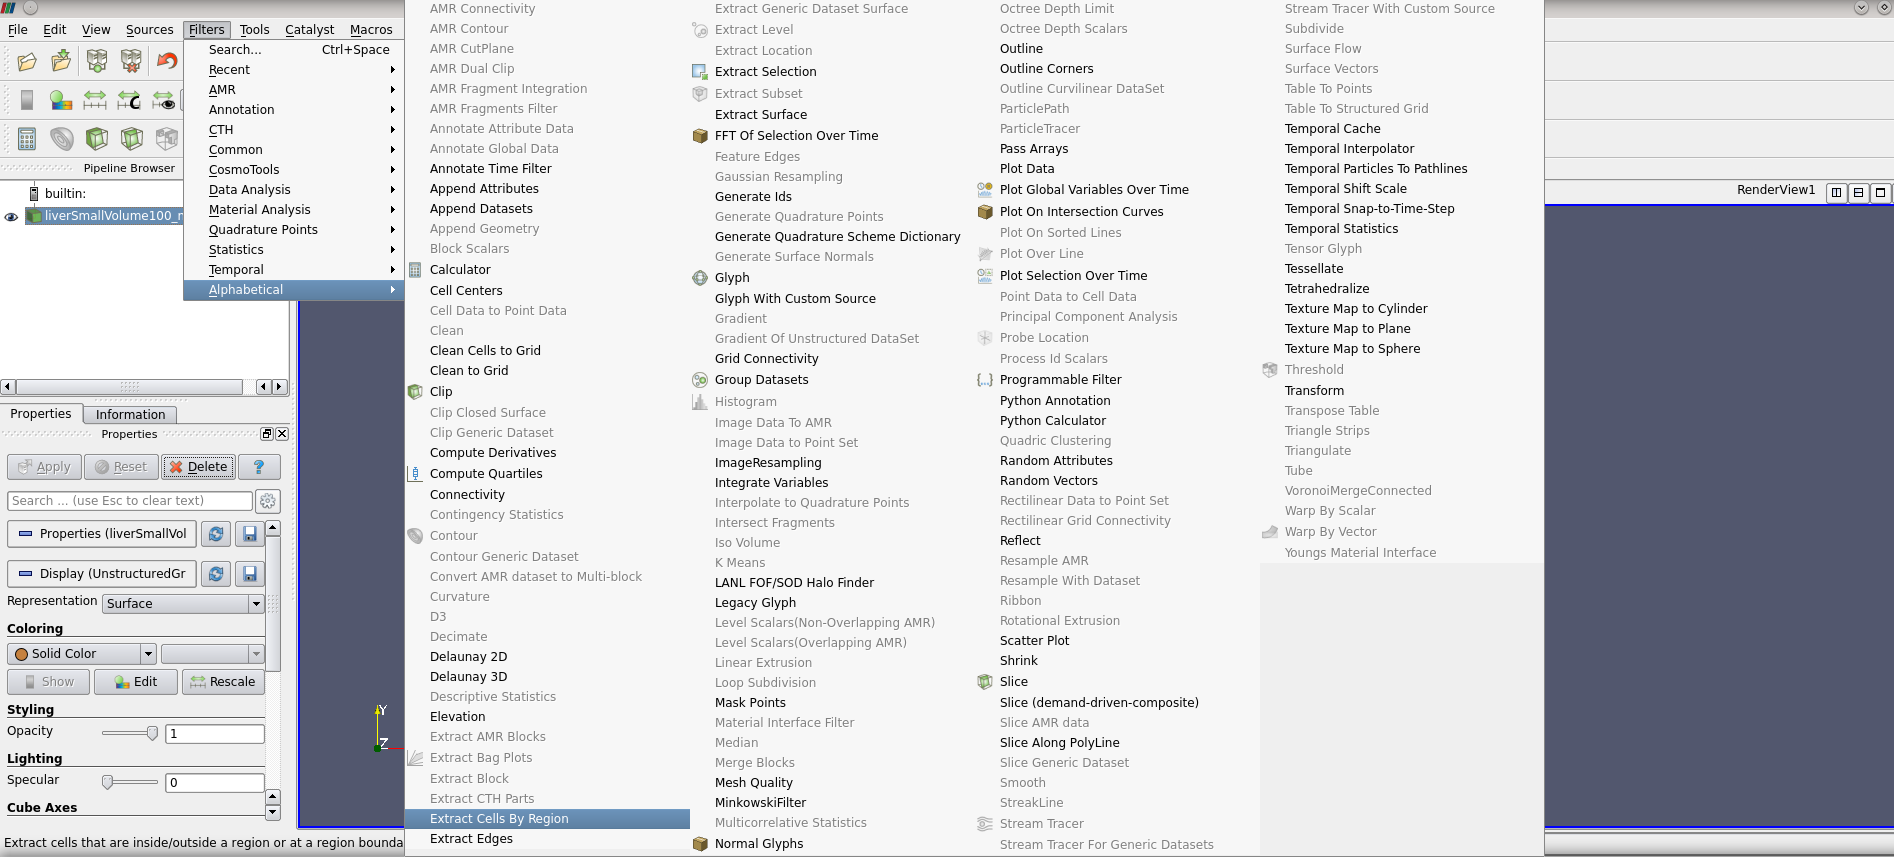 File Edit View Sources Filters Tools Catalyst Macros
Search... Ctrl+Space
Recent
AMR
Annotation
CTH
Common
CosmoTools
Data Analysis
Material Analysis
Quadrature Points
Statistics
Temporal
Alphabetical
Pipeline Browser
builtin:
liverSmallVolume100_
Properties Information
Properties
Apply Reset Delete ?
Search ... (use Esc to clear text)
Properties (liverSmallVol
Display (UnstructuredGr
Representation Surface
Coloring
Solid Color
Show Edit Rescale
Styling
Opacity 1
Lighting
Specular 0
Cube Axes
Extract cells that are inside/outside a region or at a region bounda
Y
Z
AMR Connectivity
AMR Contour
AMR CutPlane
AMR Dual Clip
AMR Fragment Integration
AMR Fragments Filter
Annotate Attribute Data
Annotate Global Data
Annotate Time Filter
Append Attributes
Append Datasets
Append Geometry
Block Scalars
Calculator
Cell Centers
Cell Data to Point Data
Clean
Clean Cells to Grid
Clean to Grid
Clip
Clip Closed Surface
Clip Generic Dataset
Compute Derivatives
Compute Quartiles
Connectivity
Contingency Statistics
Contour
Contour Generic Dataset
Convert AMR dataset to Multi-block
Curvature
D3
Decimate
Delaunay 2D
Delaunay 3D
Descriptive Statistics
Elevation
Extract AMR Blocks
Extract Bag Plots
Extract Block
Extract CTH Parts
Extract Cells By Region
Extract Edges
Extract Generic Dataset Surface
Extract Level
Extract Location
Extract Selection
Extract Subset
Extract Surface
FFT Of Selection Over Time
Feature Edges
Gaussian Resampling
Generate Ids
Generate Quadrature Points
Generate Quadrature Scheme Dictionary
Generate Surface Normals
Glyph
Glyph With Custom Source
Gradient
Gradient Of Unstructured DataSet
Grid Connectivity
Group Datasets
Histogram
Image Data To AMR
Image Data to Point Set
ImageResampling
Integrate Variables
Interpolate to Quadrature Points
Intersect Fragments
Iso Volume
K Means
LANL FOF/SOD Halo Finder
Legacy Glyph
Level Scalars(Non-Overlapping AMR)
Level Scalars(Overlapping AMR)
Linear Extrusion
Loop Subdivision
Mask Points
Material Interface Filter
Median
Merge Blocks
Mesh Quality
MinkowskiFilter
Multicorrelative Statistics
Normal Glyphs
Octree Depth Limit
Octree Depth Scalars
Outline
Outline Corners
Outline Curvilinear DataSet
ParticlePath
ParticleTracer
Pass Arrays
Plot Data
Plot Global Variables Over Time
Plot On Intersection Curves
Plot On Sorted Lines
Plot Over Line
Plot Selection Over Time
Point Data to Cell Data
Principal Component Analysis
Probe Location
Process Id Scalars
Programmable Filter
Python Annotation
Python Calculator
Quadric Clustering
Random Attributes
Random Vectors
Rectilinear Data to Point Set
Rectilinear Grid Connectivity
Reflect
Resample AMR
Resample With Dataset
Ribbon
Rotational Extrusion
Scatter Plot
Shrink
Slice
Slice (demand-driven-composite)
Slice AMR data
Slice Along PolyLine
Slice Generic Dataset
Smooth
StreakLine
Stream Tracer
Stream Tracer For Generic Datasets
Stream Tracer With Custom Source
Subdivide
Surface Flow
Surface Vectors
Table To Points
Table To Structured Grid
Temporal Cache
Temporal Interpolator
Temporal Particles To Pathlines
Temporal Shift Scale
Temporal Snap-to-Time-Step
Temporal Statistics
Tensor Glyph
Tessellate
Tetrahedralize
Texture Map to Cylinder
Texture Map to Plane
Texture Map to Sphere
Threshold
Transform
Transpose Table
Triangle Strips
Triangulate
Tube
VoronoiMergeConnected
Warp By Scalar
Warp By Vector
Youngs Material Interface
RenderView1